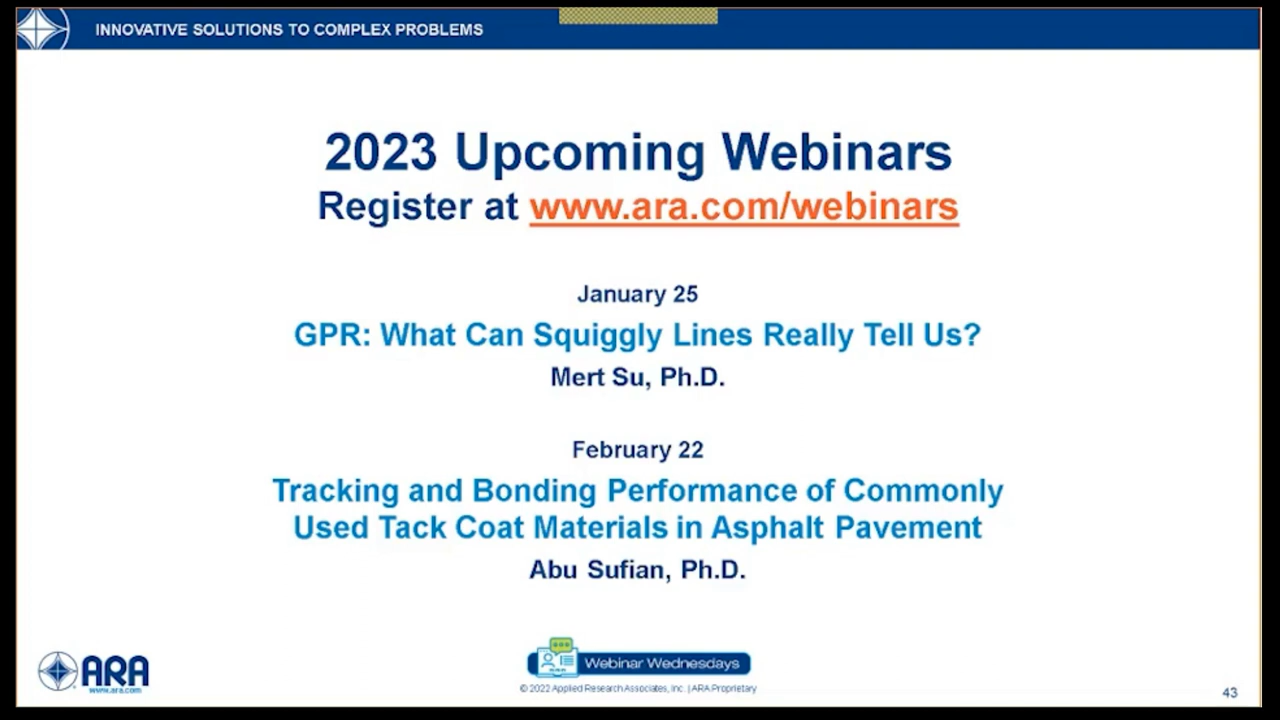 INNOVATIVE SOLUTIONS TO COMPLEX PROBLEMS
2023 Upcoming Webinars
Register at www.ara.com/webinars
January 25
GPR: What Can Squiggly Lines Really Tell Us?
Mert Su, Ph.D.
February 22
Tracking and Bonding Performance of Commonly
Used Tack Coat Materials in Asphalt Pavement
Abu Sufian, Ph.D.
ARA
www.ara.com
Webinar Wednesdays
© 2022 Applied Research Associates, Inc. | ARA Proprietary
43